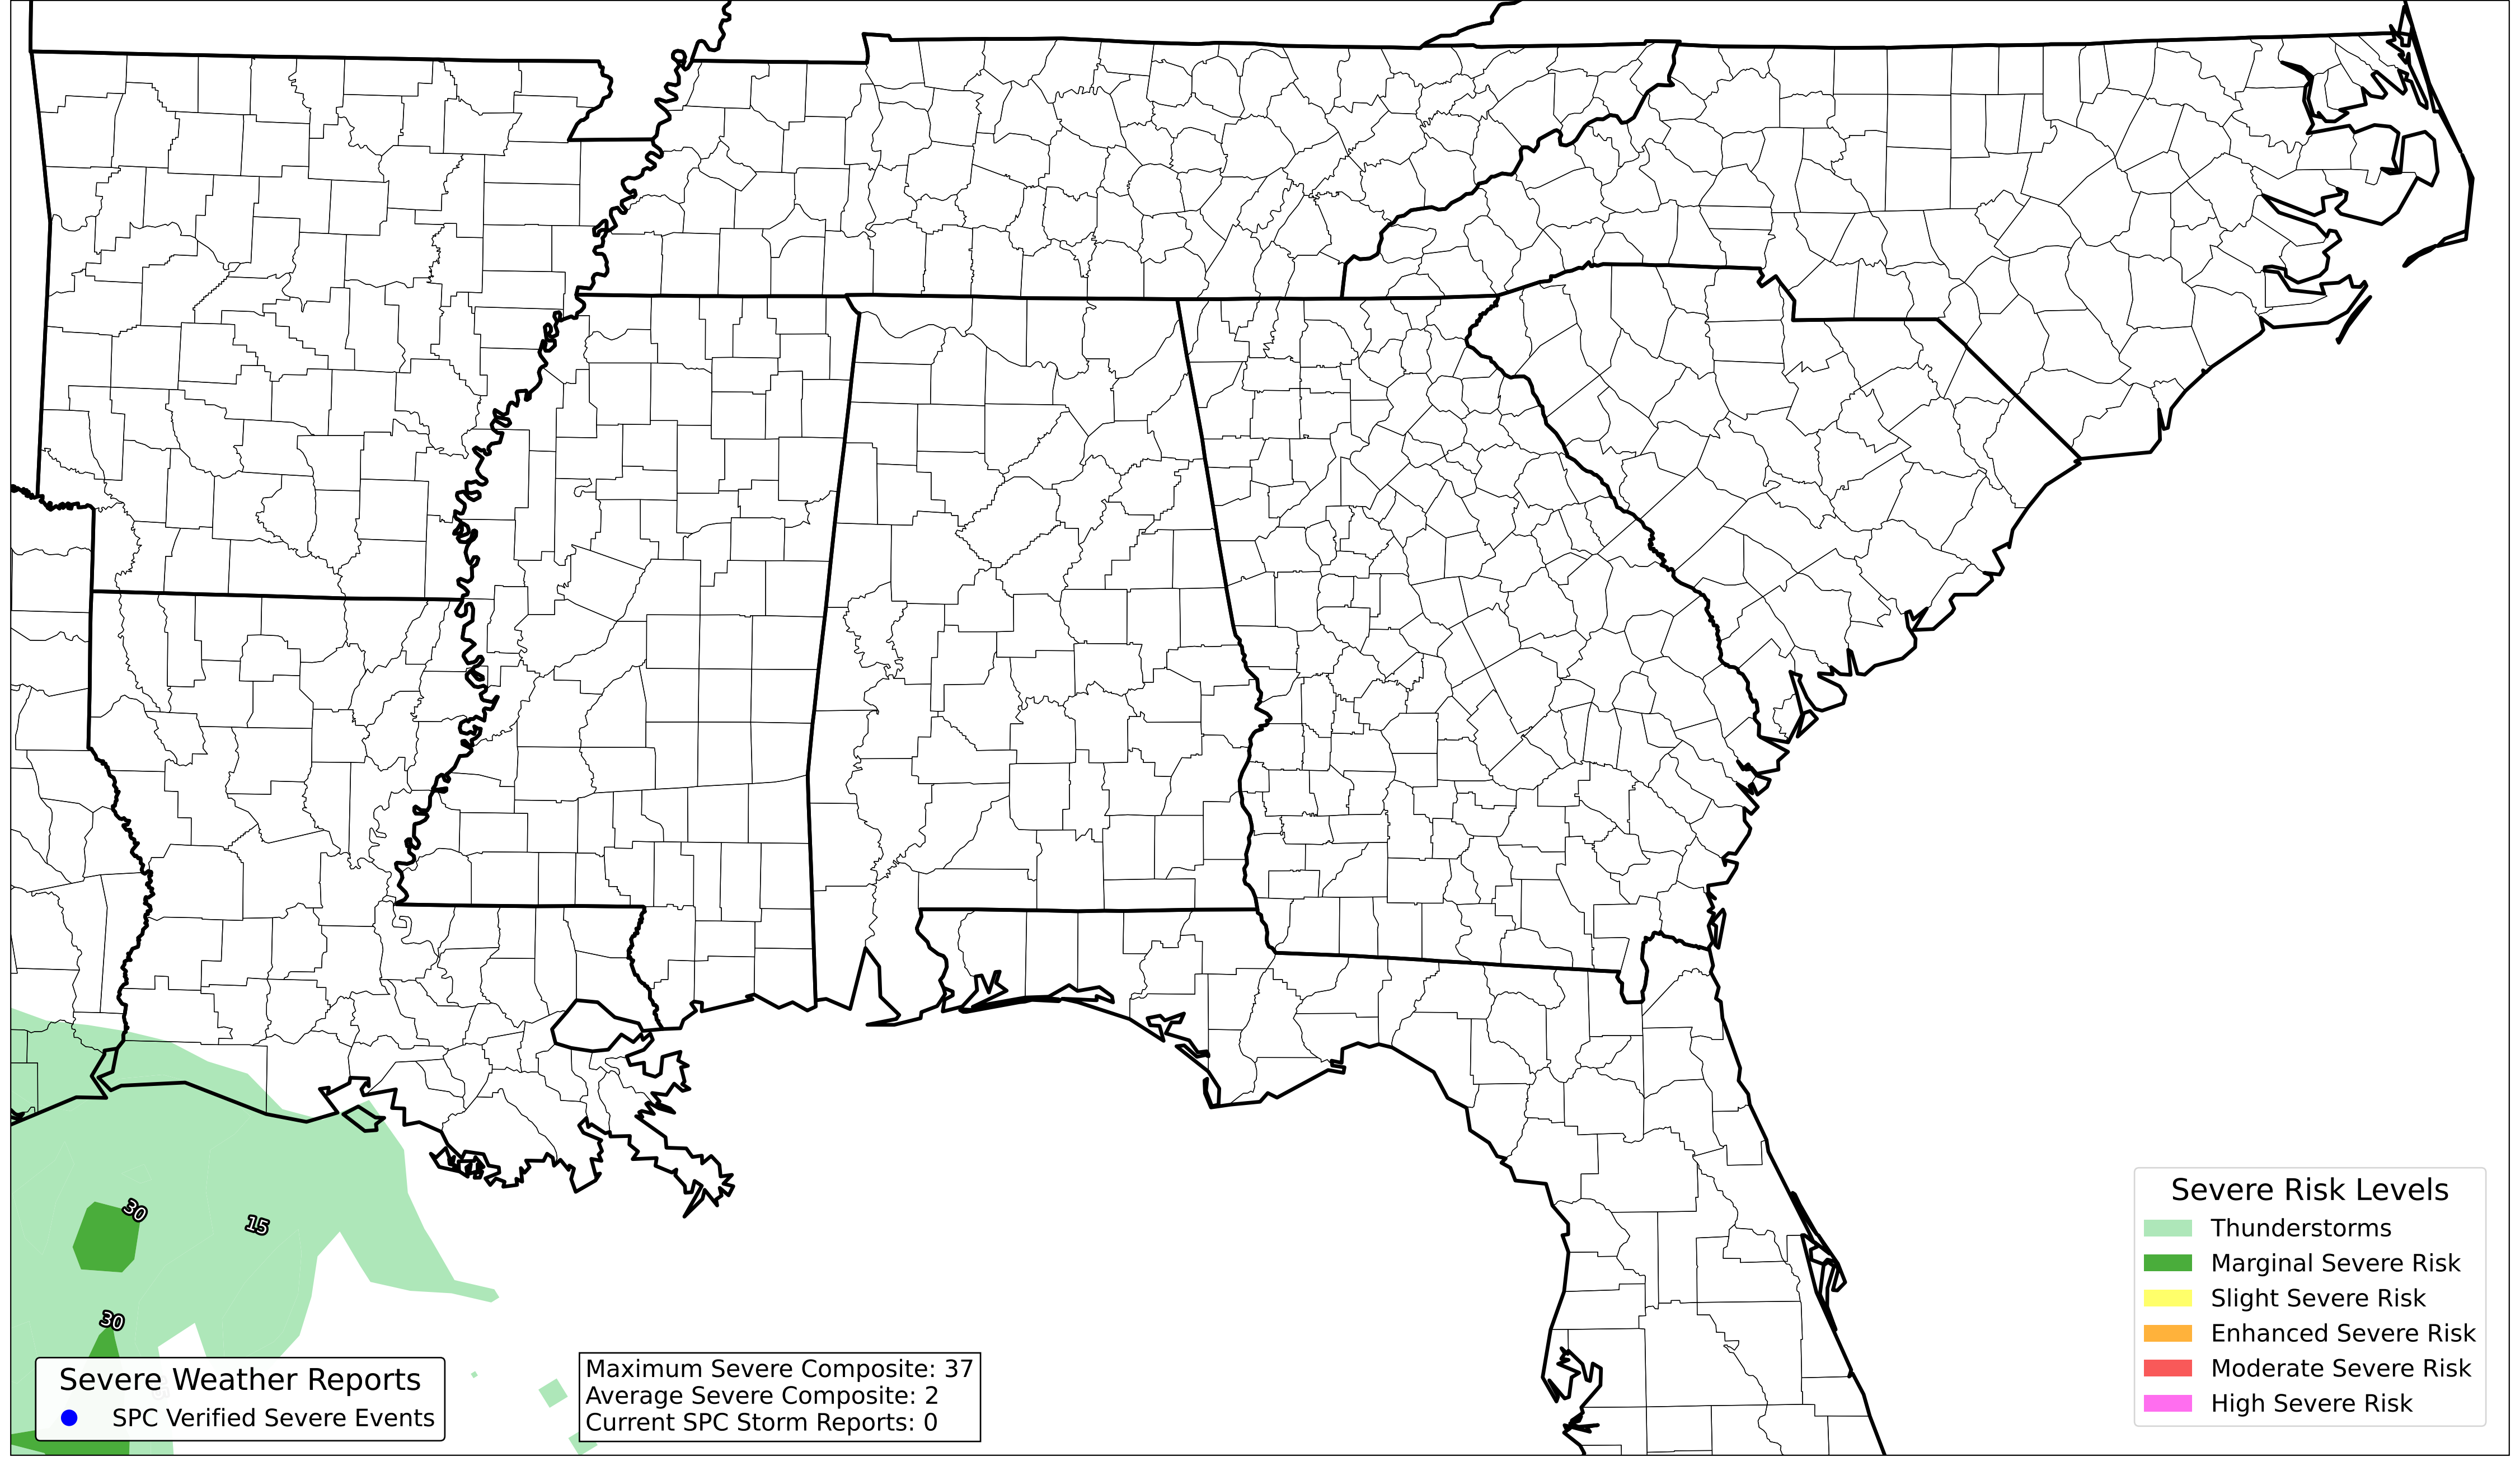 30
15
30
Severe Weather Reports
SPC Verified Severe Events
Maximum Severe Composite: 37
Average Severe Composite: 2
Current SPC Storm Reports: 0
Severe Risk Levels
Thunderstorms
Marginal Severe Risk
Slight Severe Risk
Enhanced Severe Risk
Moderate Severe Risk
High Severe Risk